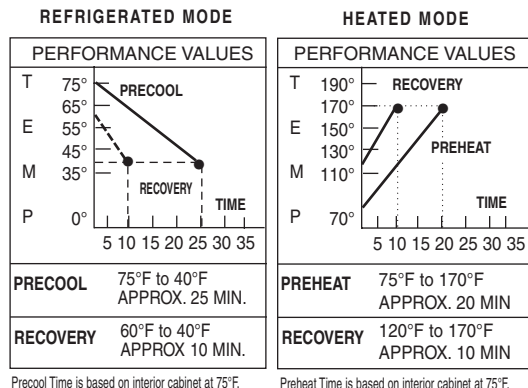 REFRIGERATED MODE
PERFORMANCE VALUES
T
E
M
P
75°
65°
55°
45°
35°
0°
PRECOOL
RECOVERY
TIME
5 10 15 20 25 30 35
PRECOOL 75°F to 40°F
APPROX. 25 MIN.
RECOVERY 60°F to 40°F
APPROX 10 MIN.
Precool Time is based on interior cabinet at 75°F.
HEATED MODE
PERFORMANCE VALUES
T
E
M
P
190°
170°
150°
130°
110°
70°
RECOVERY
PREHEAT
TIME
5 10 15 20 25 30 35
PREHEAT 75°F to 170°F
APPROX. 20 MIN
RECOVERY 120°F to 170°F
APPROX. 10 MIN
Preheat Time is based on interior cabinet at 75°F.